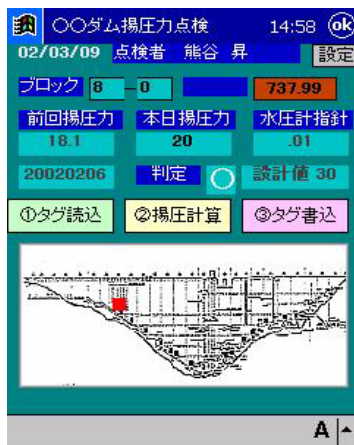 〇〇ダム揚圧力点検 14:58 ok
02/03/09 点検者 熊谷 昇 設定
ブロック 8 -0 737.99
前回揚圧力 本日揚圧力 水圧計指針
18.1 20 .01
20020206 判定 〇 設計値 30
①タグ読込 ②揚圧計算 ③タグ書込
A